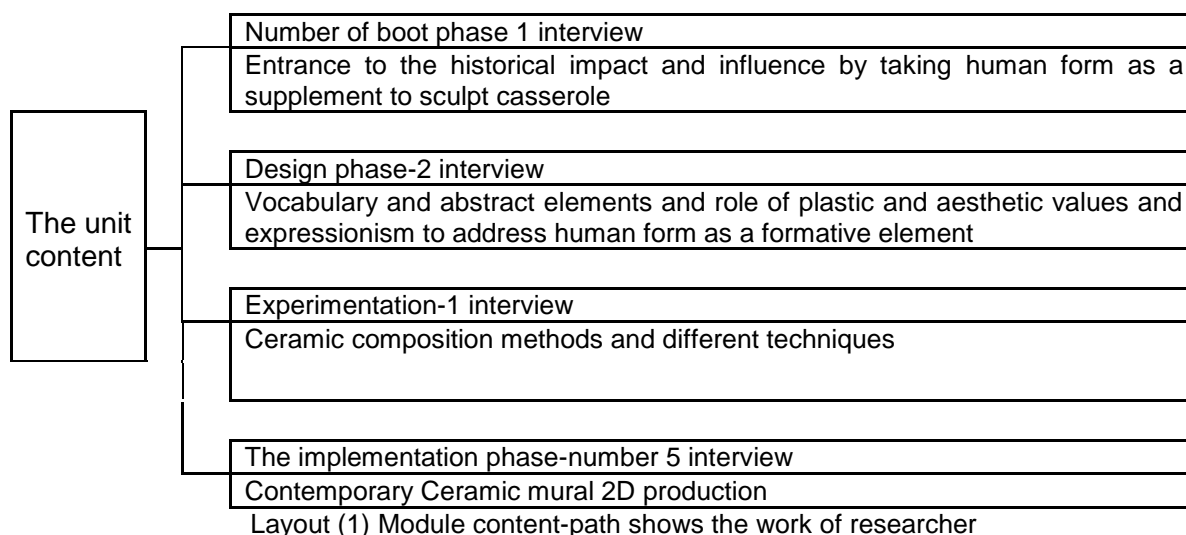 The unit
content
Number of boot phase 1 interview
Entrance to the historical impact and influence by taking human form as a
supplement to sculpt casserole
Design phase-2 interview
Vocabulary and abstract elements and role of plastic and aesthetic values and
expressionism to address human form as a formative element
Experimentation-1 interview
Ceramic composition methods and different techniques
The implementation phase-number 5 interview
Contemporary Ceramic mural 2D production
Layout (1) Module content-path shows the work of researcher